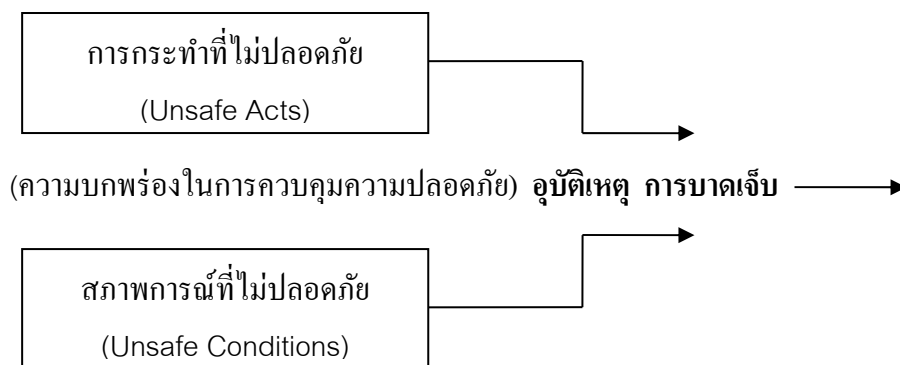 การกระทำที่ไม่ปลอดภัย
(Unsafe Acts)
(ความบกพร่องในการควบคุมความปลอดภัย) อุบัติเหตุ การบาดเจ็บ
สภาพการณ์ที่ไม่ปลอดภัย
(Unsafe Conditions)